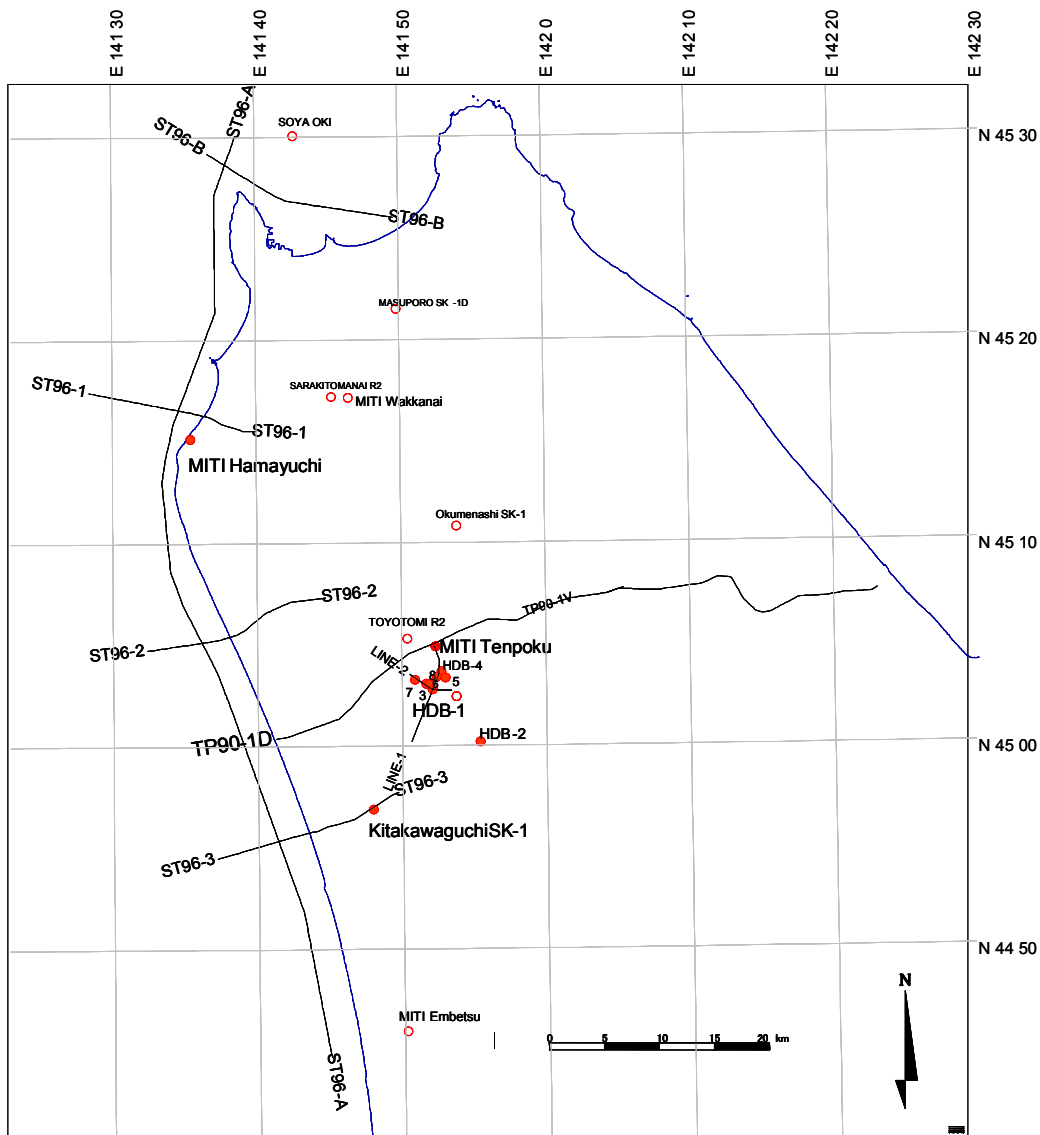 E 141 30
E 141 40
E 141 50
E 142 0
E 142 10
E 142 20
E 142 30
ST96-A
ST96-B
SOYA OKI
N 45 30
ST96-B
MASUPORO SK -1D
N 45 20
ST96-1
SARAKITOMANAI R2
MITI Wakkanai
ST96-1
MITI Hamayuchi
Okumenashi SK-1
N 45 10
ST96-2
TP90-1V
TOYOTOMI R2
ST96-2
MITI Tenpoku
LINE-2
HDB-4
8
6
5
7
3
HDB-1
HDB-2
TP90-1D
N 45 00
LINE-1
ST96-3
KitakawaguchiSK-1
ST96-3
N 44 50
N
MITI Embetsu
0 5 10 15 20 km
ST96-A